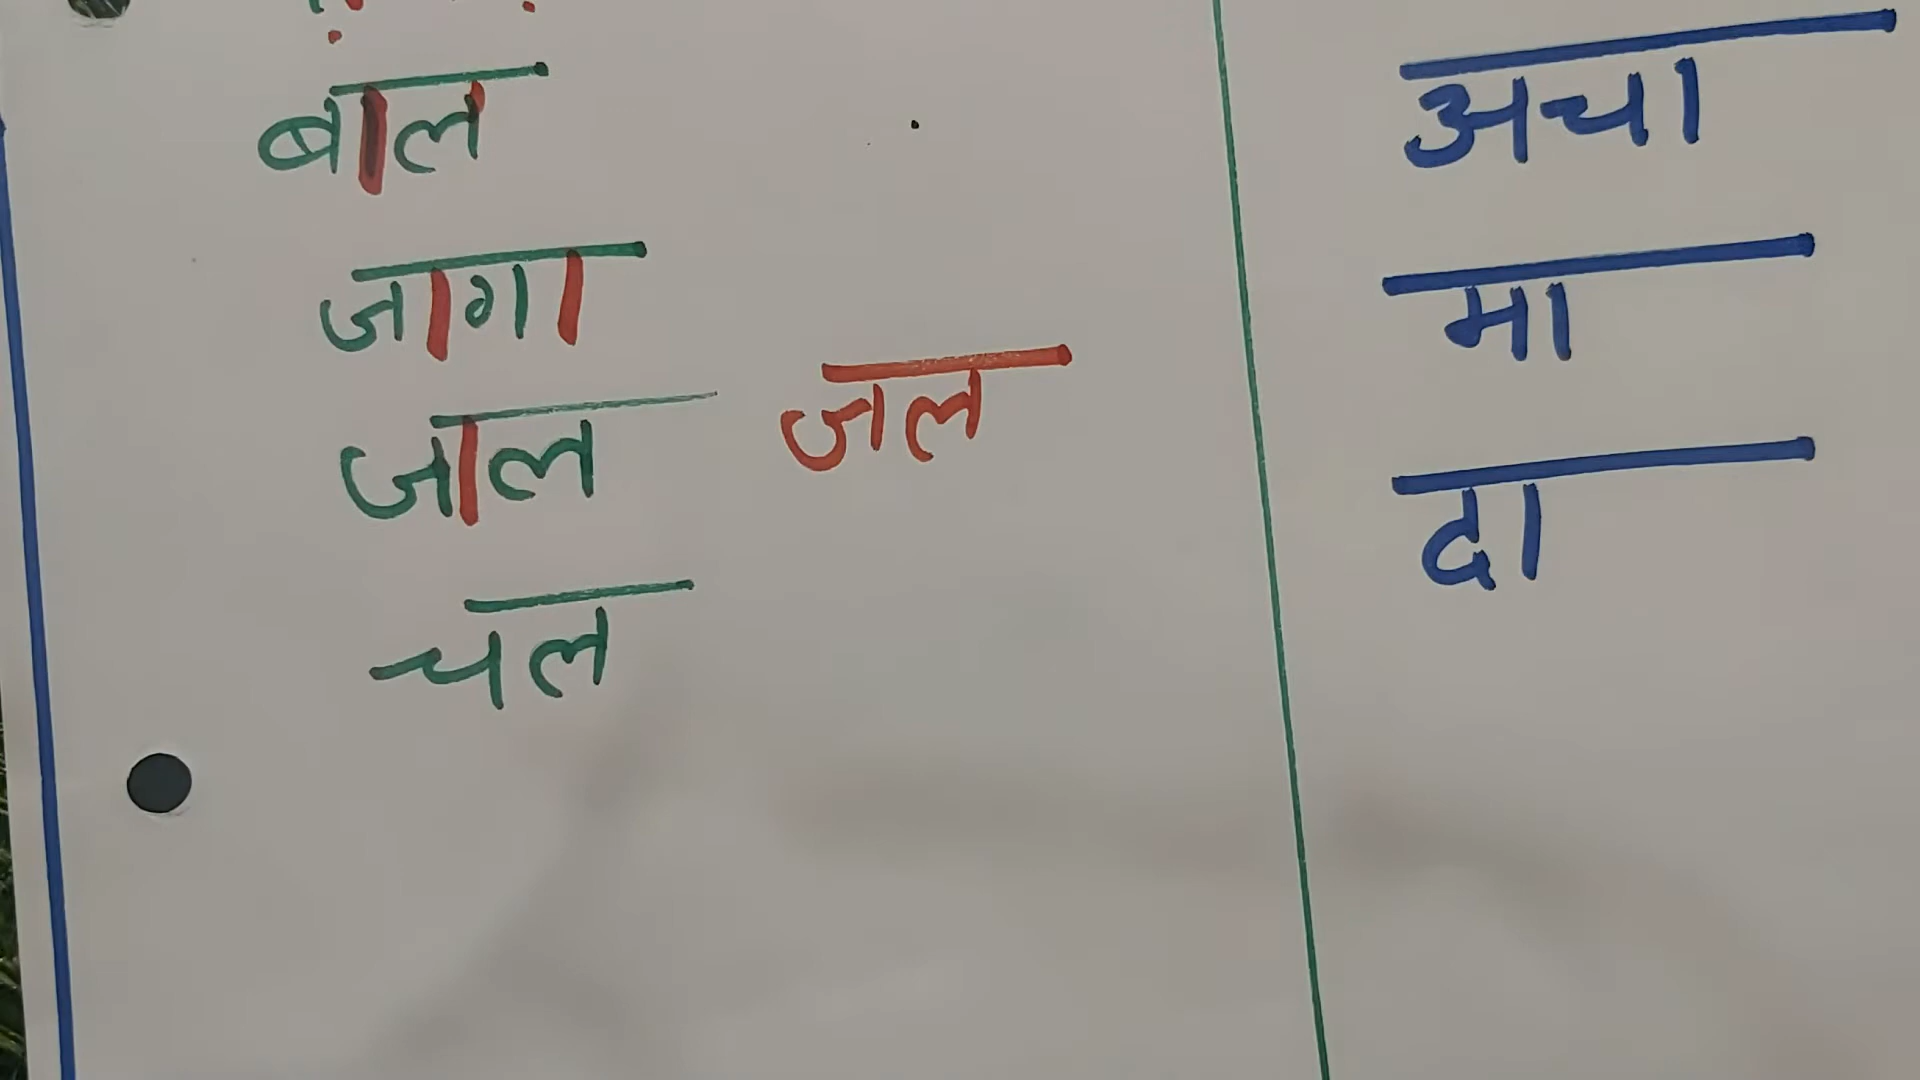 बाल
जागा
जाल जल
चल
अचा
मा
दा